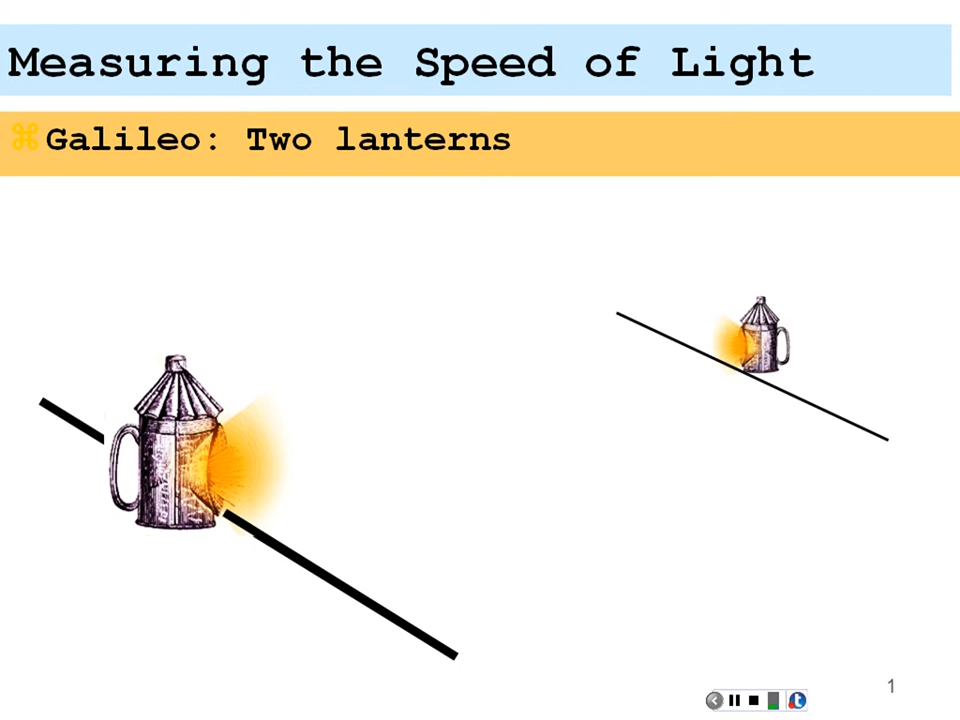 Measuring the Speed of Light
⌘Galileo: Two lanterns
1